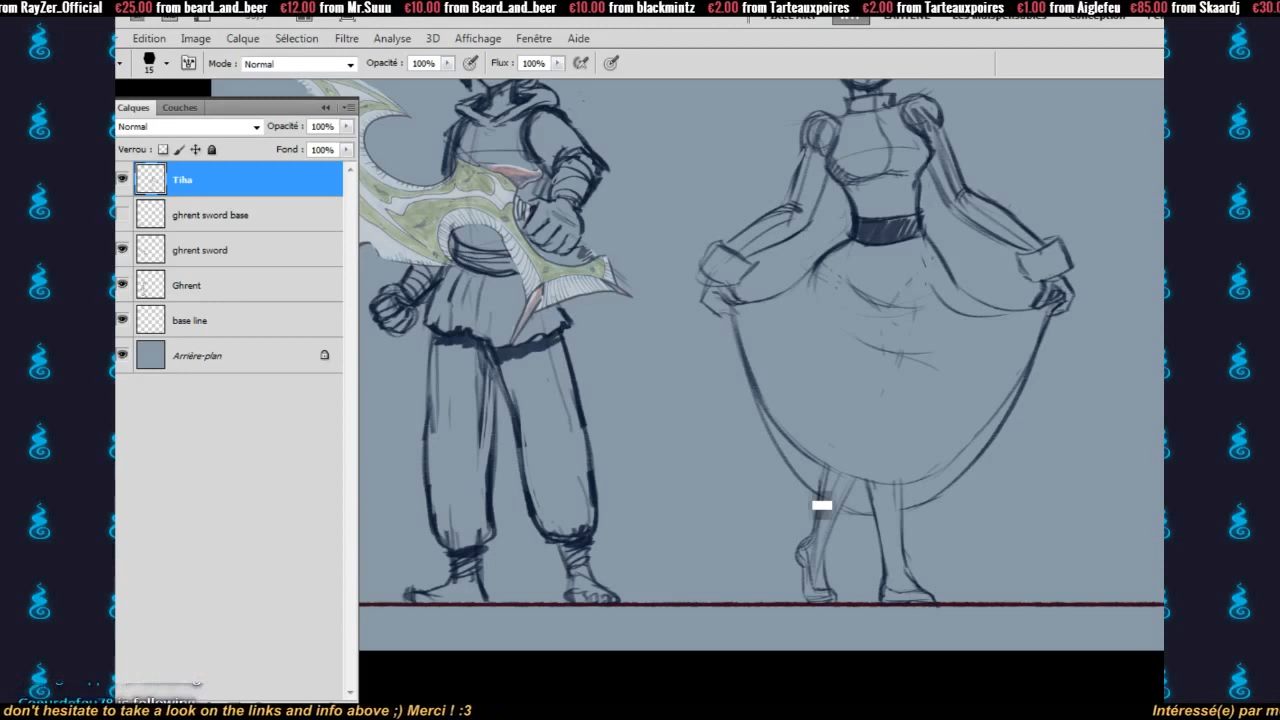 from RayZer_Official €25.00 from beard_and_beer €12.00 from Mr.Suuu €10.00 from Beard_and_beer €10.00 from blackmintz €2.00 from Tarteauxpoires €2.00 from Tarteauxpoires €1.00 from Aiglefeu €85.00 from Skaardj €30.0
Edition Image Calque Sélection Filtre Analyse 3D Affichage Fenêtre Aide
15 Mode : Normal Opacité : 100% Flux : 100%
Calques Couches
Normal Opacité : 100%
Verrou : Fond : 100%
Tiha
ghrent sword base
ghrent sword
Ghrent
base line
Arrière-plan
is following
don't hesitate to take a look on the links and info above ;) Merci ! :3 Intéressé(e) par m